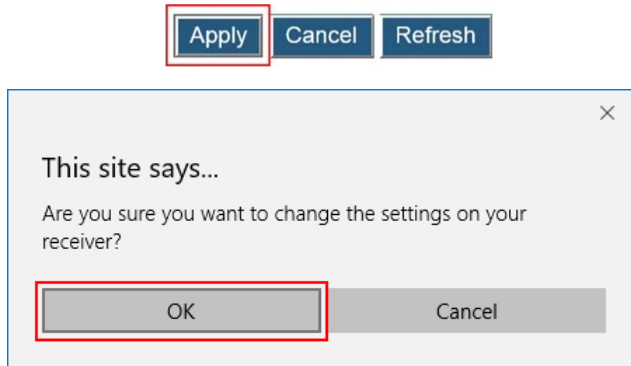 Apply Cancel Refresh
This site says...
Are you sure you want to change the settings on your
receiver?
OK Cancel